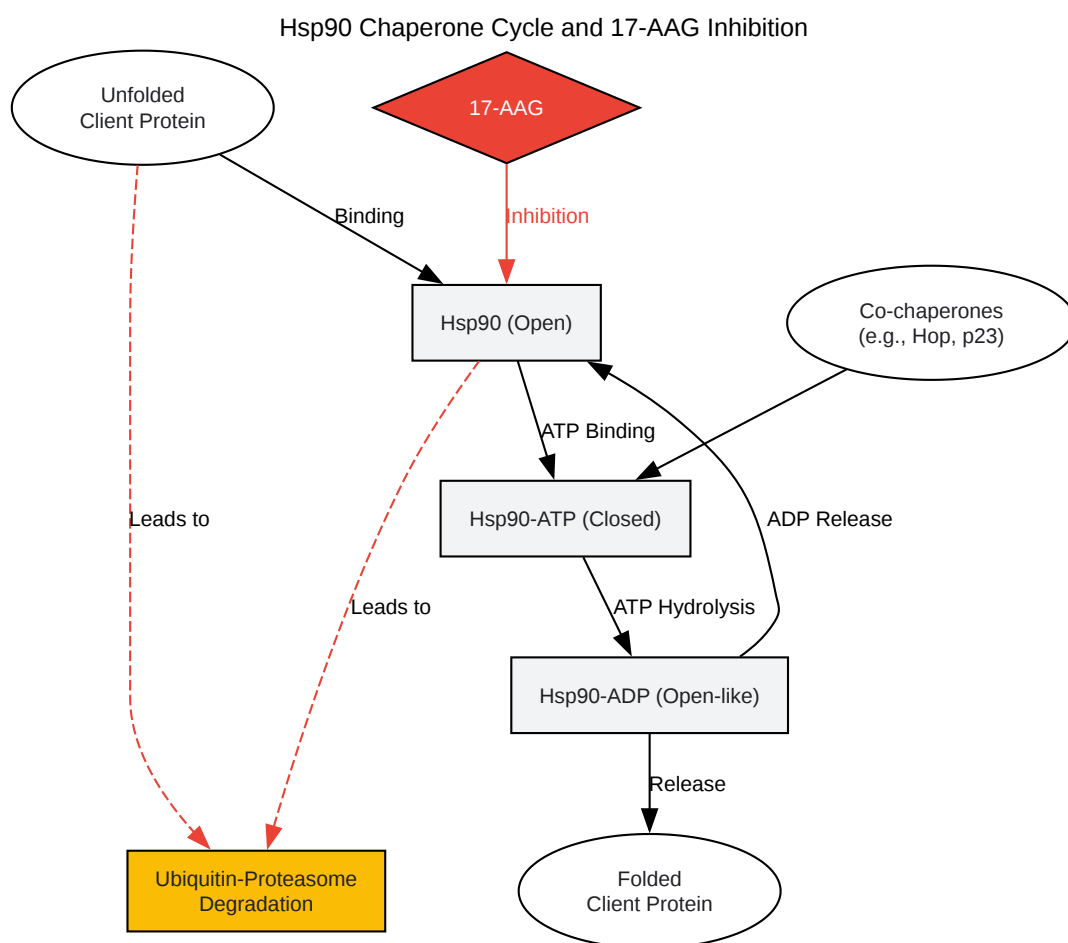 Hsp90 Chaperone Cycle and 17-AAG Inhibition
Unfolded
Client Protein
17-AAG
Binding
Inhibition
Hsp90 (Open)
Co-chaperones
(e.g., Hop, p23)
ATP Binding
Hsp90-ATP (Closed)
ADP Release
Leads to
Leads to
ATP Hydrolysis
Hsp90-ADP (Open-like)
Release
Ubiquitin-Proteasome
Degradation
Folded
Client Protein